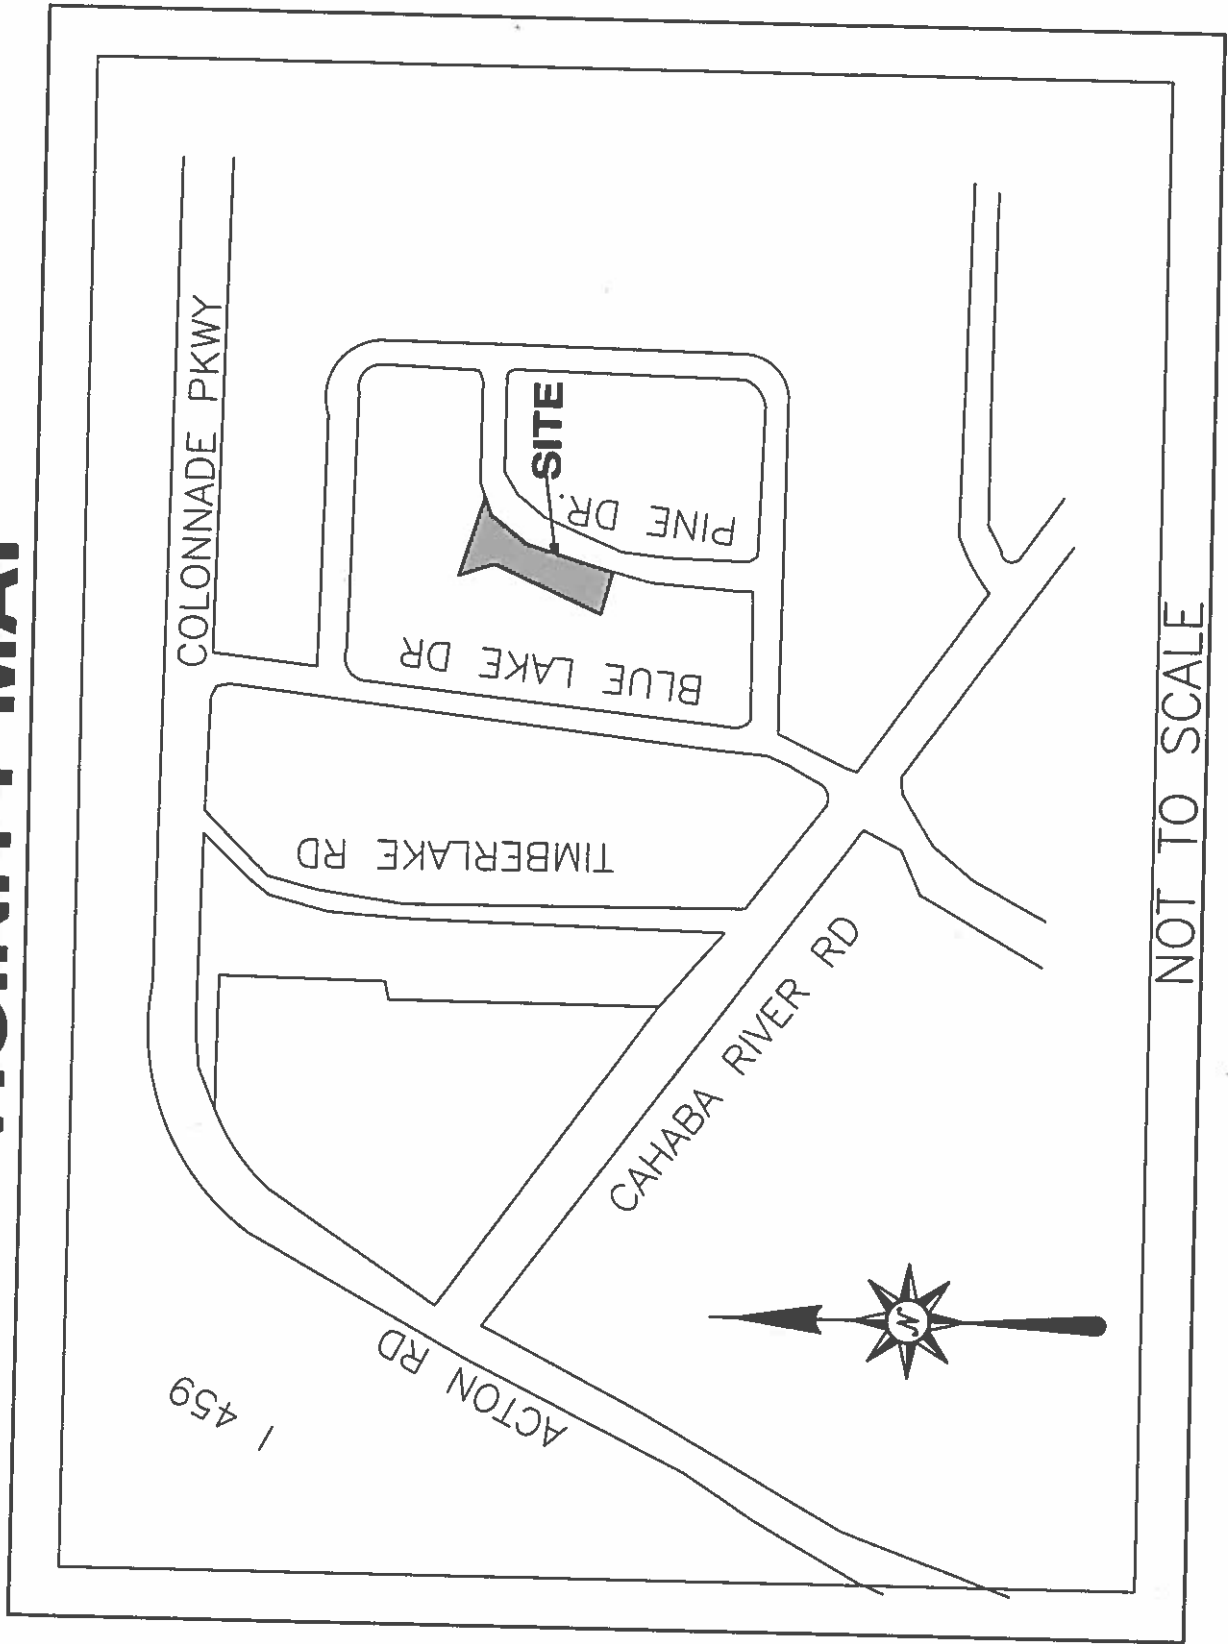 COLONNADE PKWY
SITE
PINE DR.
BLUE LAKE DR
TIMBERLAKE RD
CAHABA RIVER RD
ACTON RD
I 459
N
NOT TO SCALE